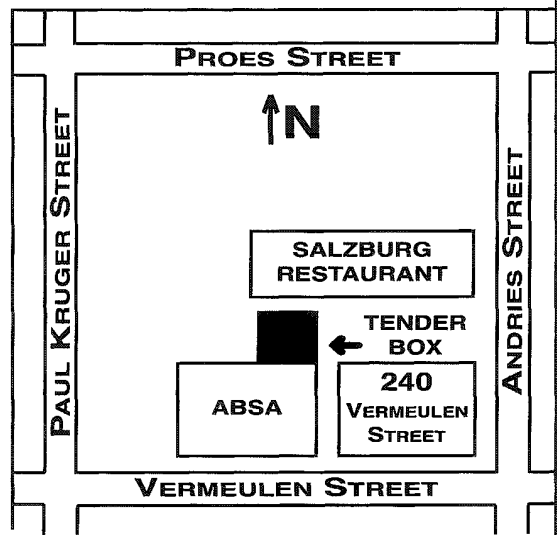 PROES STREET
N
PAUL KRUGER STREET
ANDRIES STREET
SALZBURG
RESTAURANT
TENDER
BOX
ABSA
240
VERMEULEN
STREET
VERMEULEN STREET